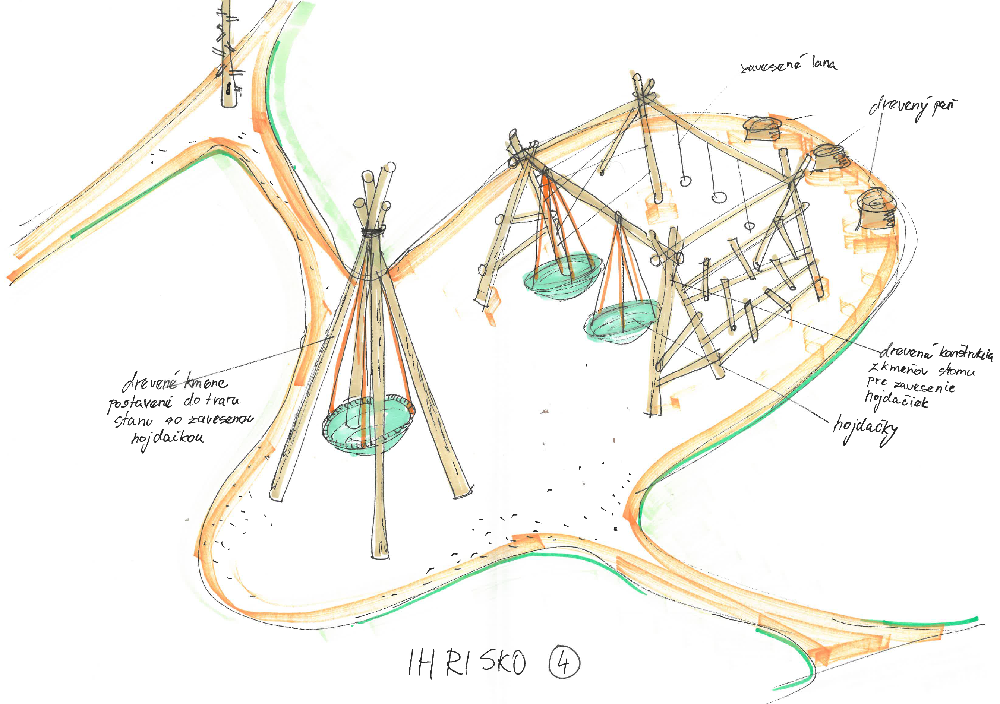 zavesené lana
drevený peň
drevené kmene
postavené do tvaru
stanu so zavesenou
hojdačkou
drevená konštrukcia
z kmeňov stromu
pre zavesenie
hojdačiek
hojdačky
IHRISKO 4